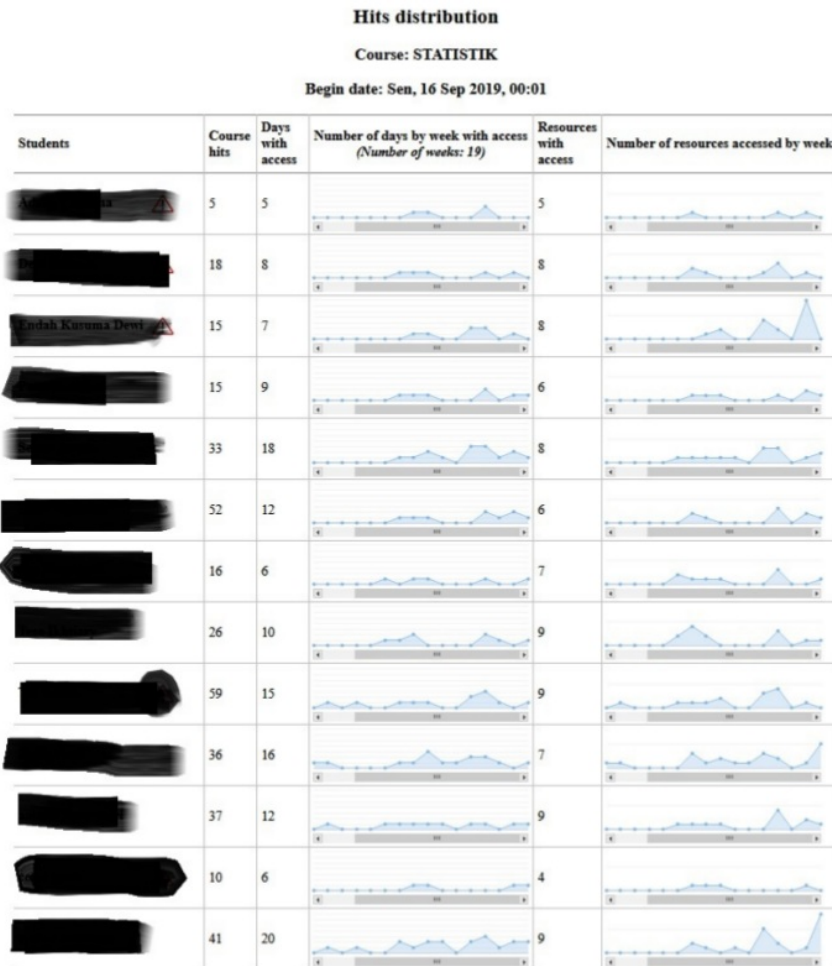 Hits distribution
Course: STATISTIK
Begin date: Sen, 16 Sep 2019, 00:01
Students Course hits Days with access Number of days by week with access (Number of weeks: 19) Resources with access Number of resources accessed by week
5 5 5
18 8 8
15 7 8
15 9 6
33 18 8
52 12 6
16 6 7
26 10 9
59 15 9
36 16 7
37 12 9
10 6 4
41 20 9